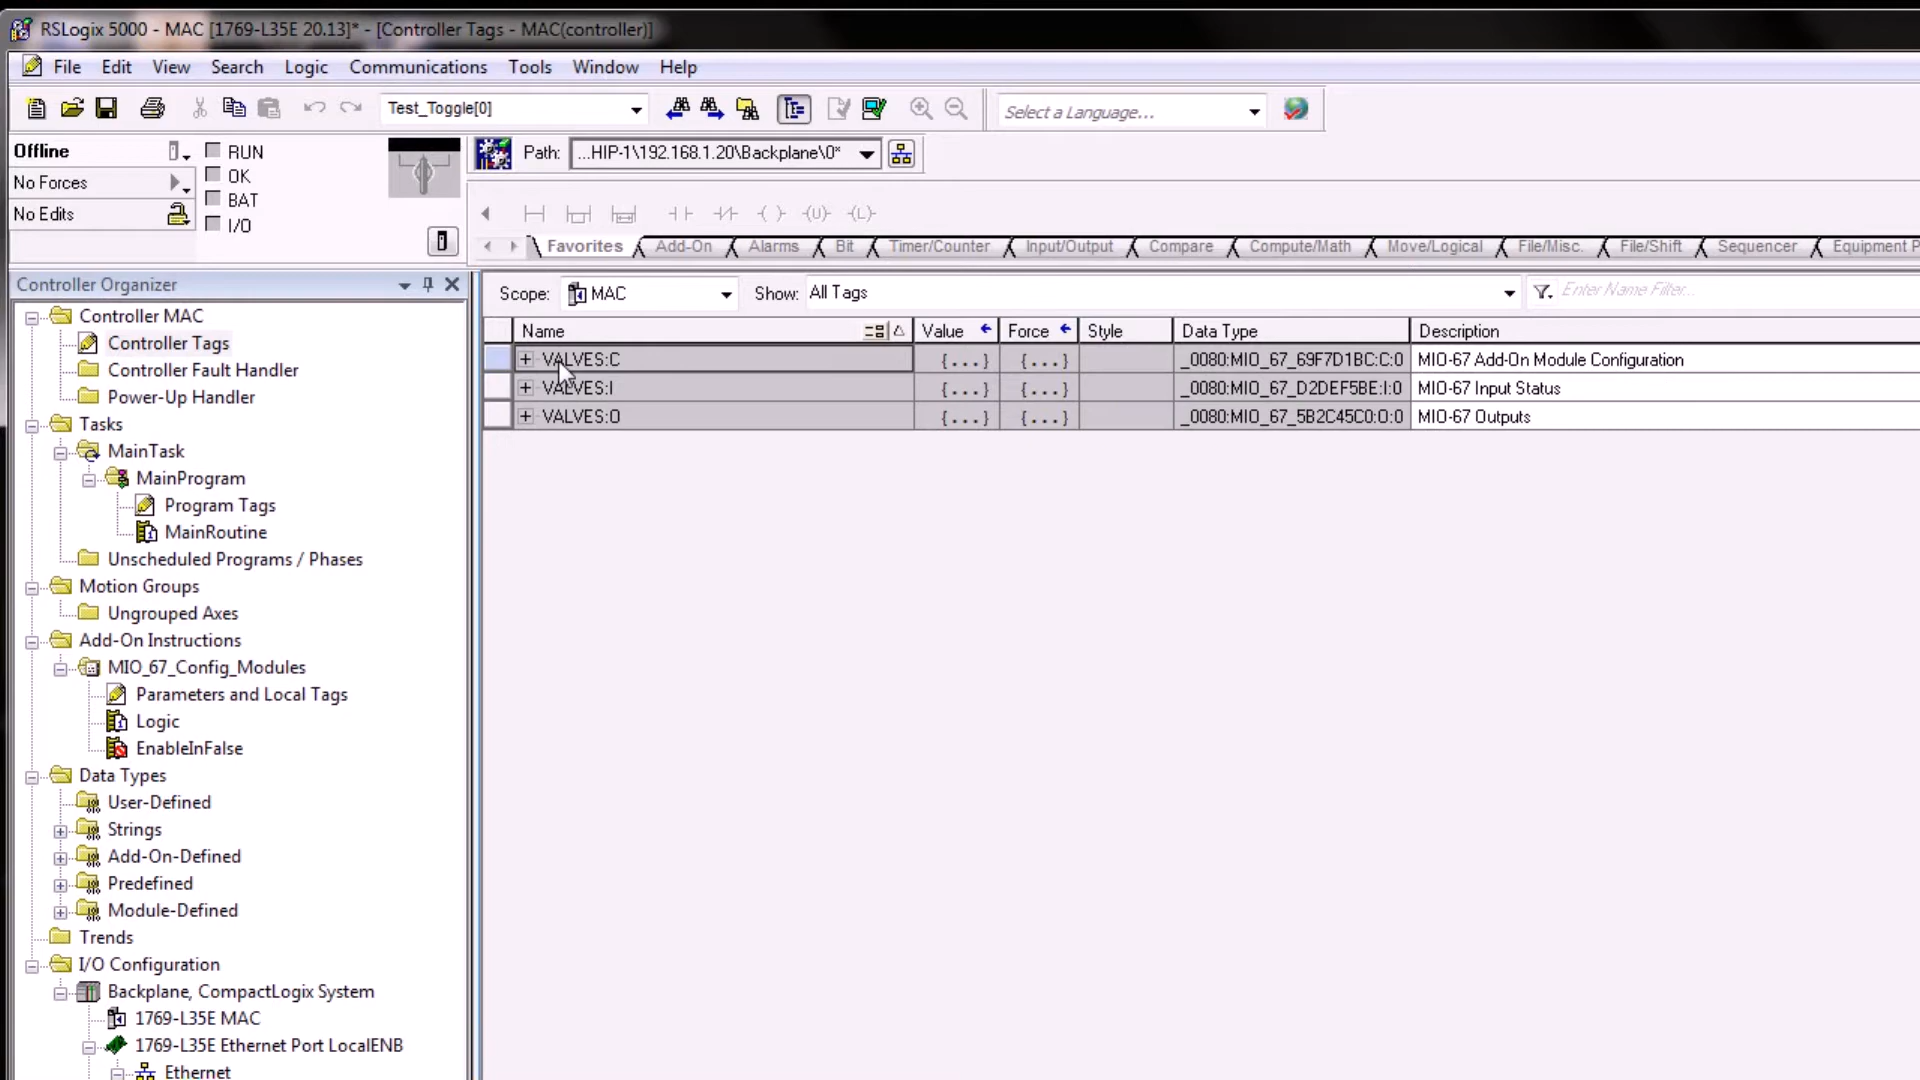 RSLogix 5000 - MAC [1769-L35E 20.13]* - [Controller Tags - MAC(controller)]
File Edit View Search Logic Communications Tools Window Help
Test_Toggle[0]
Select a Language...
Offline
RUN
Path: ...HIP-1\192.168.1.20\Backplane\0*
No Forces
OK
BAT
No Edits
I/O
Favorites Add-On Alarms Bit Timer/Counter Input/Output Compare Compute/Math Move/Logical File/Misc. File/Shift Sequencer Equipment P
Controller Organizer
Scope: MAC Show: All Tags Enter Name Filter...
Name Value Force Style Data Type Description
VALVES:C {...} {...} _0080:MIO_67_69F7D1BC:C:0 MIO-67 Add-On Module Configuration
VALVES:I {...} {...} _0080:MIO_67_D2DEF5BE:I:0 MIO-67 Input Status
VALVES:O {...} {...} _0080:MIO_67_5B2C45C0:O:0 MIO-67 Outputs
Controller MAC
Controller Tags
Controller Fault Handler
Power-Up Handler
Tasks
MainTask
MainProgram
Program Tags
MainRoutine
Unscheduled Programs / Phases
Motion Groups
Ungrouped Axes
Add-On Instructions
MIO_67_Config_Modules
Parameters and Local Tags
Logic
EnableInFalse
Data Types
User-Defined
Strings
Add-On-Defined
Predefined
Module-Defined
Trends
I/O Configuration
Backplane, CompactLogix System
1769-L35E MAC
1769-L35E Ethernet Port LocalENB
Ethernet